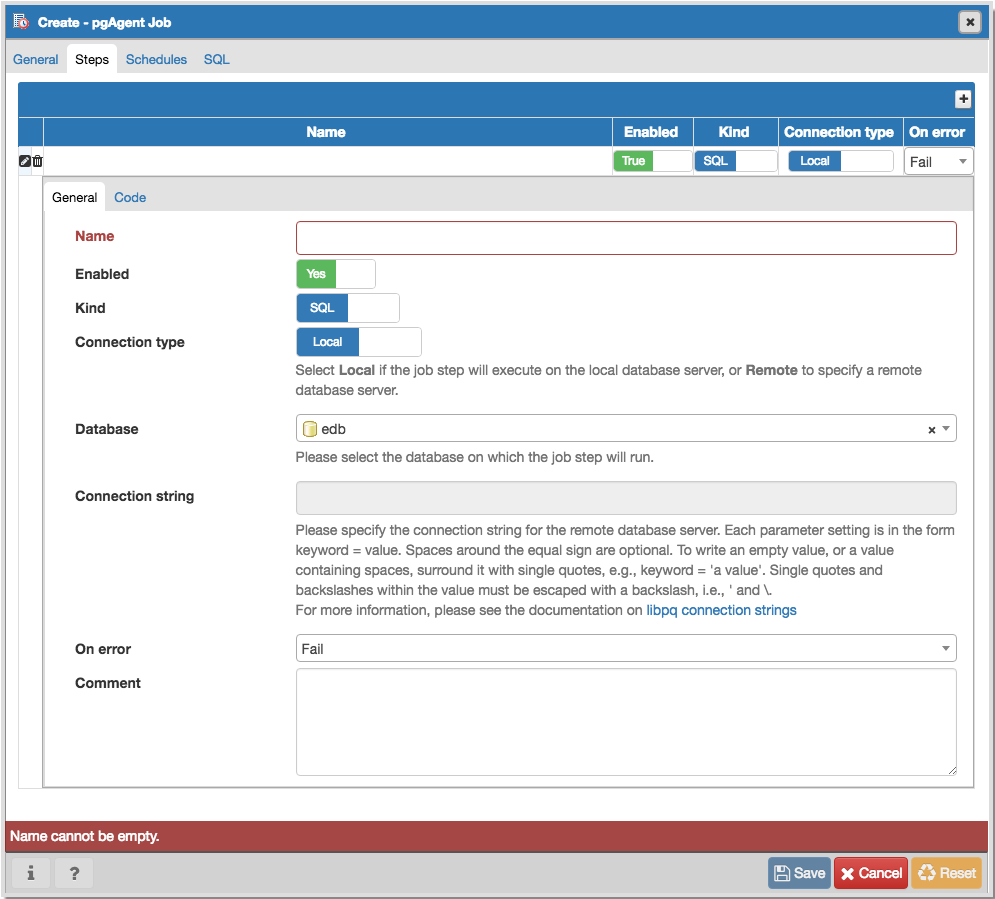 Create - pgAgent Job
General Steps Schedules SQL
Name Enabled Kind Connection type On error
True SQL Local Fail
General Code
Name
Enabled Yes
Kind SQL
Connection type Local
Select Local if the job step will execute on the local database server, or Remote to specify a remote
database server.
Database edb
Please select the database on which the job step will run.
Connection string
Please specify the connection string for the remote database server. Each parameter setting is in the form
keyword = value. Spaces around the equal sign are optional. To write an empty value, or a value
containing spaces, surround it with single quotes, e.g., keyword = 'a value'. Single quotes and
backslashes within the value must be escaped with a backslash, i.e., ' and \.
For more information, please see the documentation on libpq connection strings
On error Fail
Comment
Name cannot be empty.
i ? Save Cancel Reset